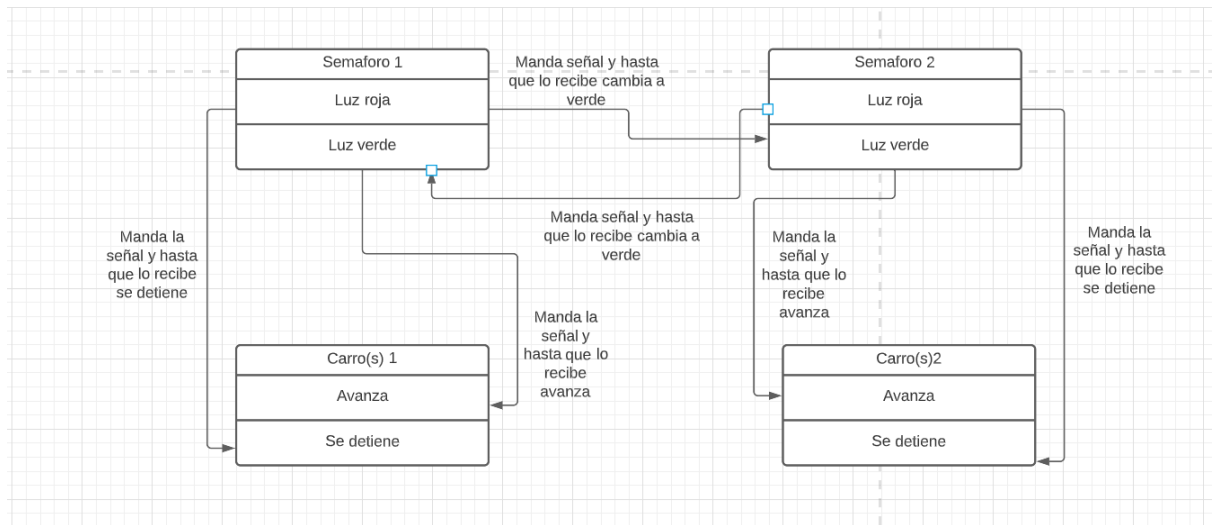 Semaforo 1
Luz roja
Luz verde
Manda señal y hasta
que lo recibe cambia a
verde
Semaforo 2
Luz roja
Luz verde
Manda la
señal y hasta
que lo recibe
se detiene
Manda señal y hasta
que lo recibe cambia a
verde
Manda la
señal y
hasta que lo
recibe
avanza
Manda la
señal y hasta
que lo recibe
se detiene
Manda la
señal y
hasta que lo
recibe
avanza
Carro(s) 1
Avanza
Se detiene
Carro(s)2
Avanza
Se detiene